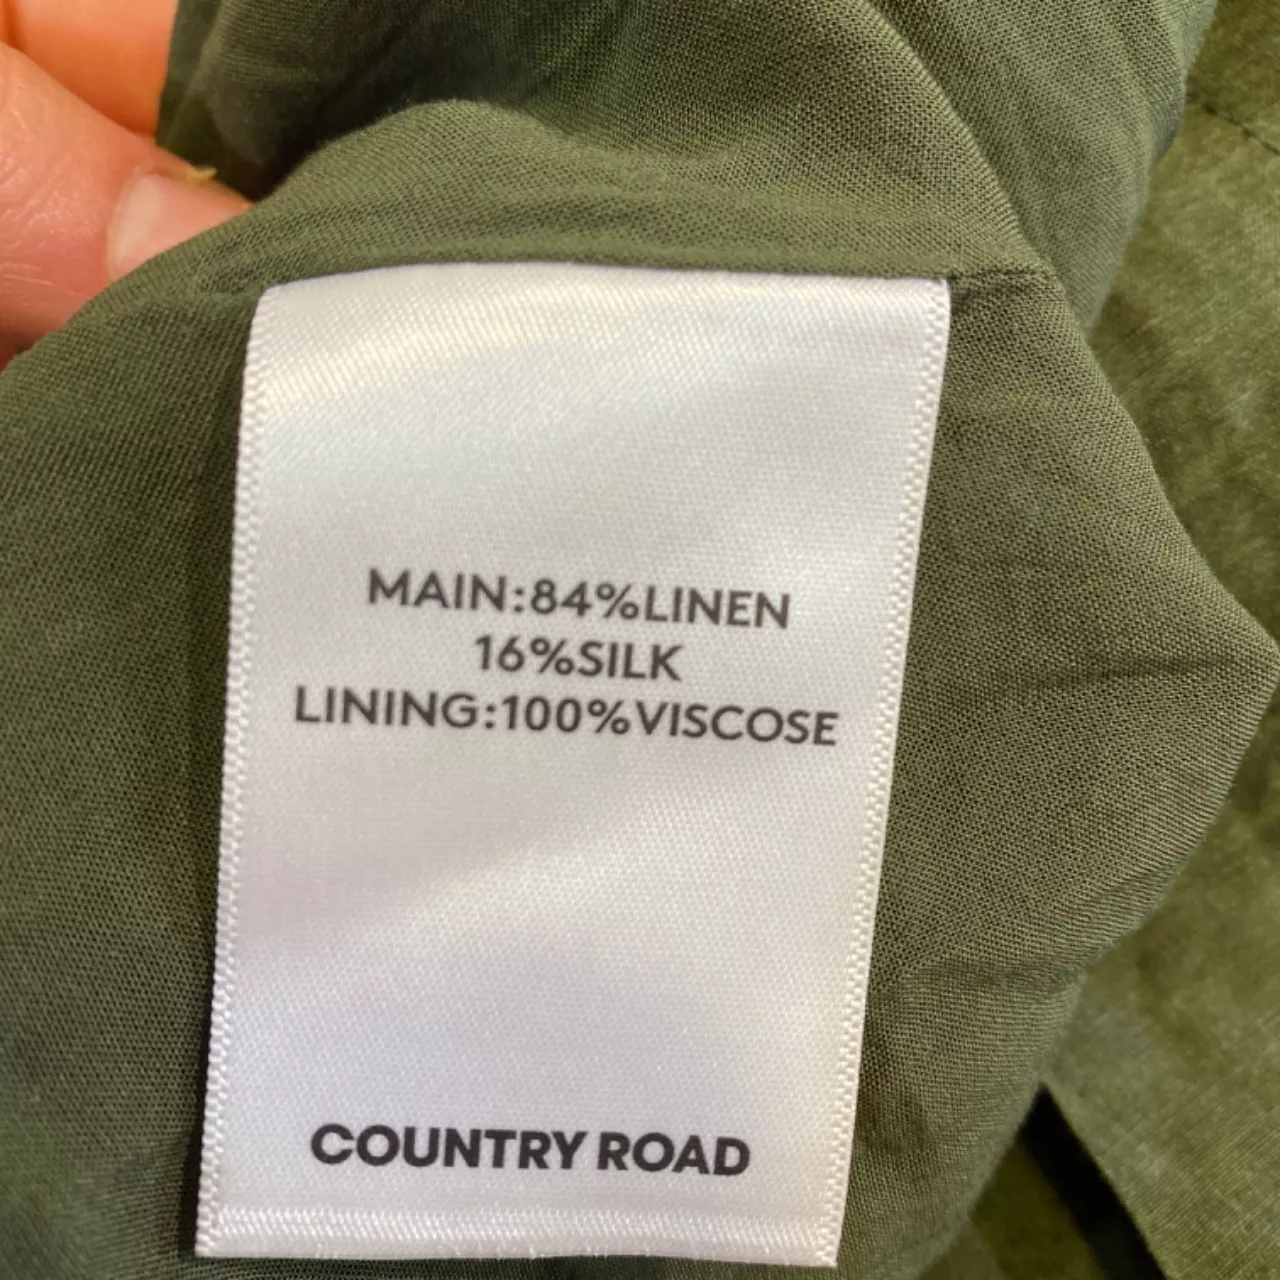 MAIN:84%LINEN
16%SILK
LINING:100%VISCOSE
COUNTRY ROAD